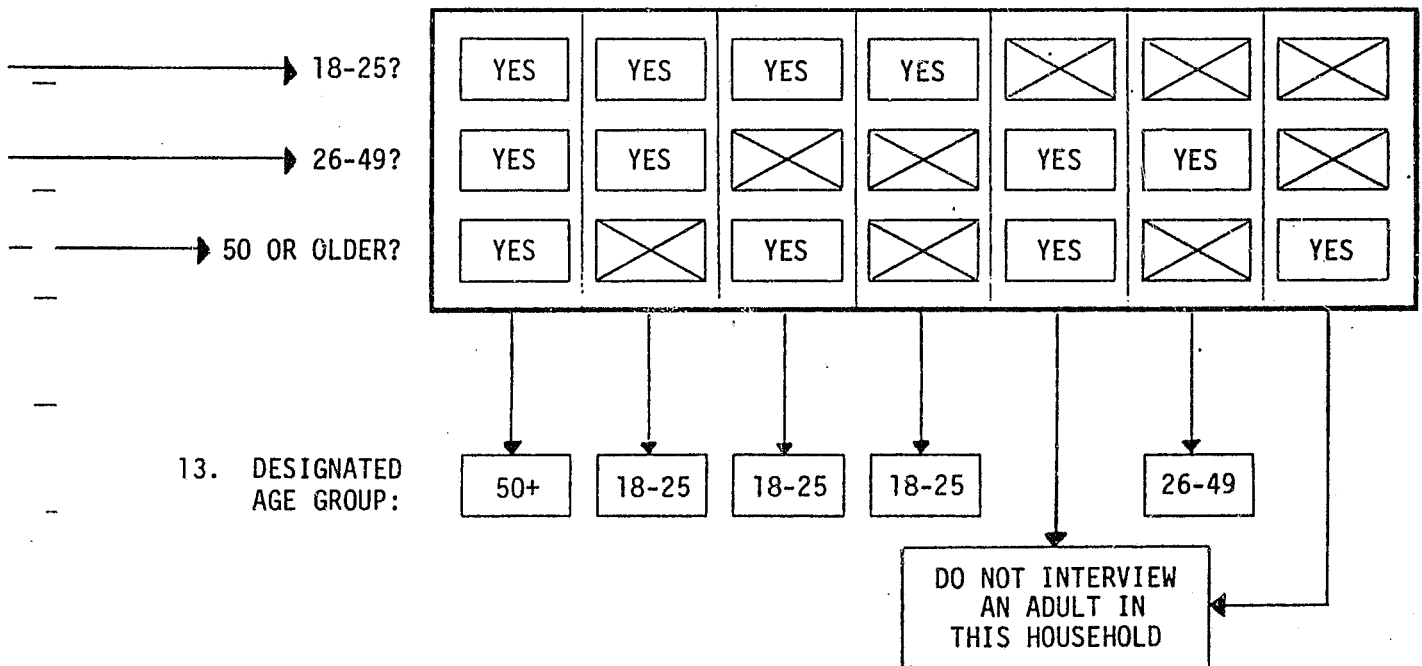 18-25? YES YES YES YES
26-49? YES YES YES YES
50 OR OLDER? YES YES YES YES
13. DESIGNATED
AGE GROUP:
50+ 18-25 18-25 18-25 26-49
DO NOT INTERVIEW
AN ADULT IN
THIS HOUSEHOLD